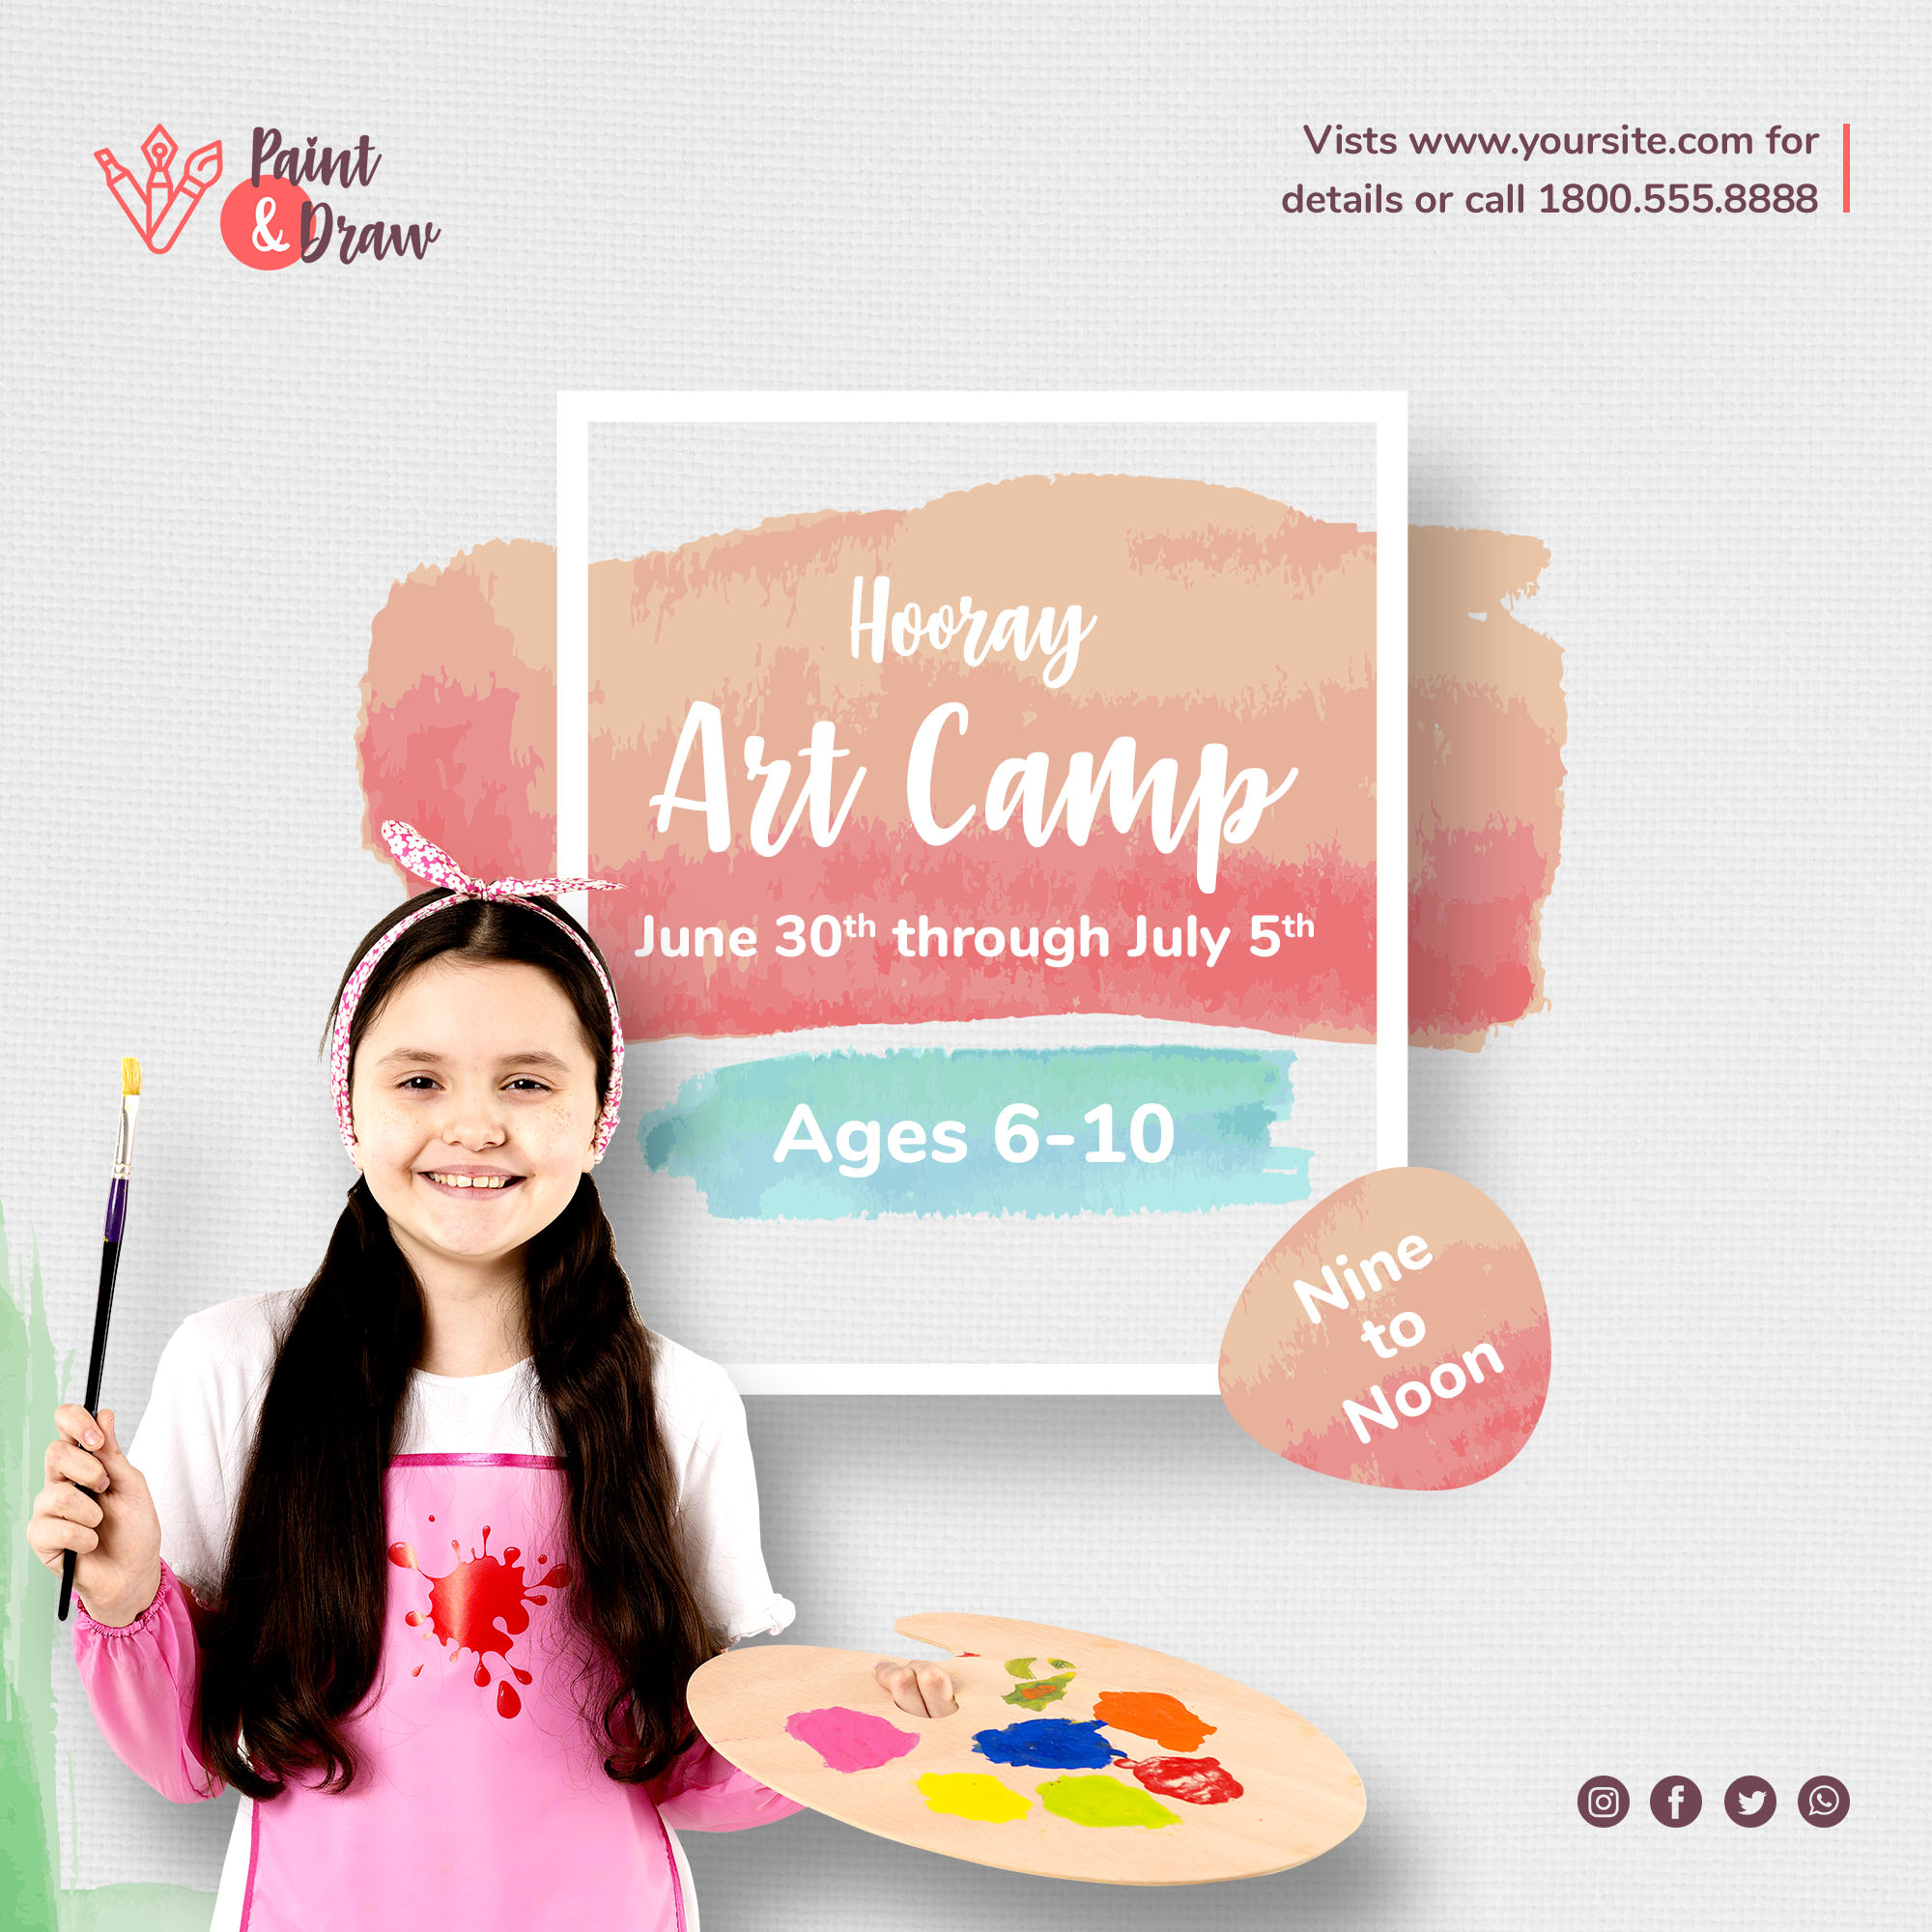 Paint
& Draw
Vists www.yoursite.com for
details or call 1800.555.8888
Hooray
Art Camp
June 30th through July 5th
Ages 6-10
Nine
to
Noon